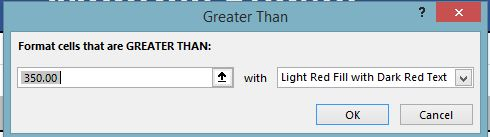 Greater Than
?
Format cells that are GREATER THAN:
350.00 with Light Red Fill with Dark Red Text
OK Cancel